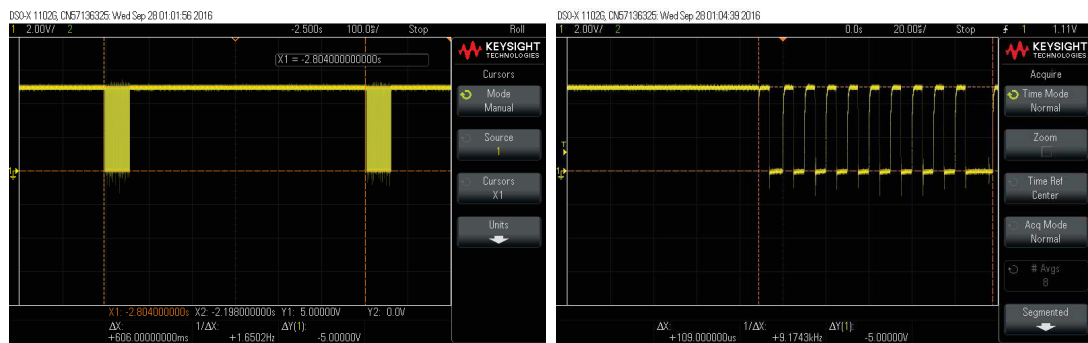 DSO-X 1102G, CN57136325: Wed Sep 28 01:01:56 2016
1 2.00V/ 2 -2.500s 100.0s/ Stop Roll
KEYSIGHT
TECHNOLOGIES
X1 = -2.804000000000s
Cursors
Mode
Manual
Source
1
Cursors
X1
Units
X1: -2.804000000000s X2: -2.198000000000s Y1: 5.00000V Y2: 0.0V
ΔX: 1/ΔX: ΔY(1):
+606.00000000ms +1.6502Hz -5.00000V
DSO-X 1102G, CN57136325: Wed Sep 28 01:04:39 2016
1 2.00V/ 2 0.0s 20.00s/ Stop 1 1.11V
KEYSIGHT
TECHNOLOGIES
Acquire
Time Mode
Normal
Zoom
Time Ref
Center
Acq Mode
Normal
# Avgs
8
Segmented
T
ΔX: 1/ΔX: ΔY(1):
+109.000000us +9.1743kHz -5.00000V